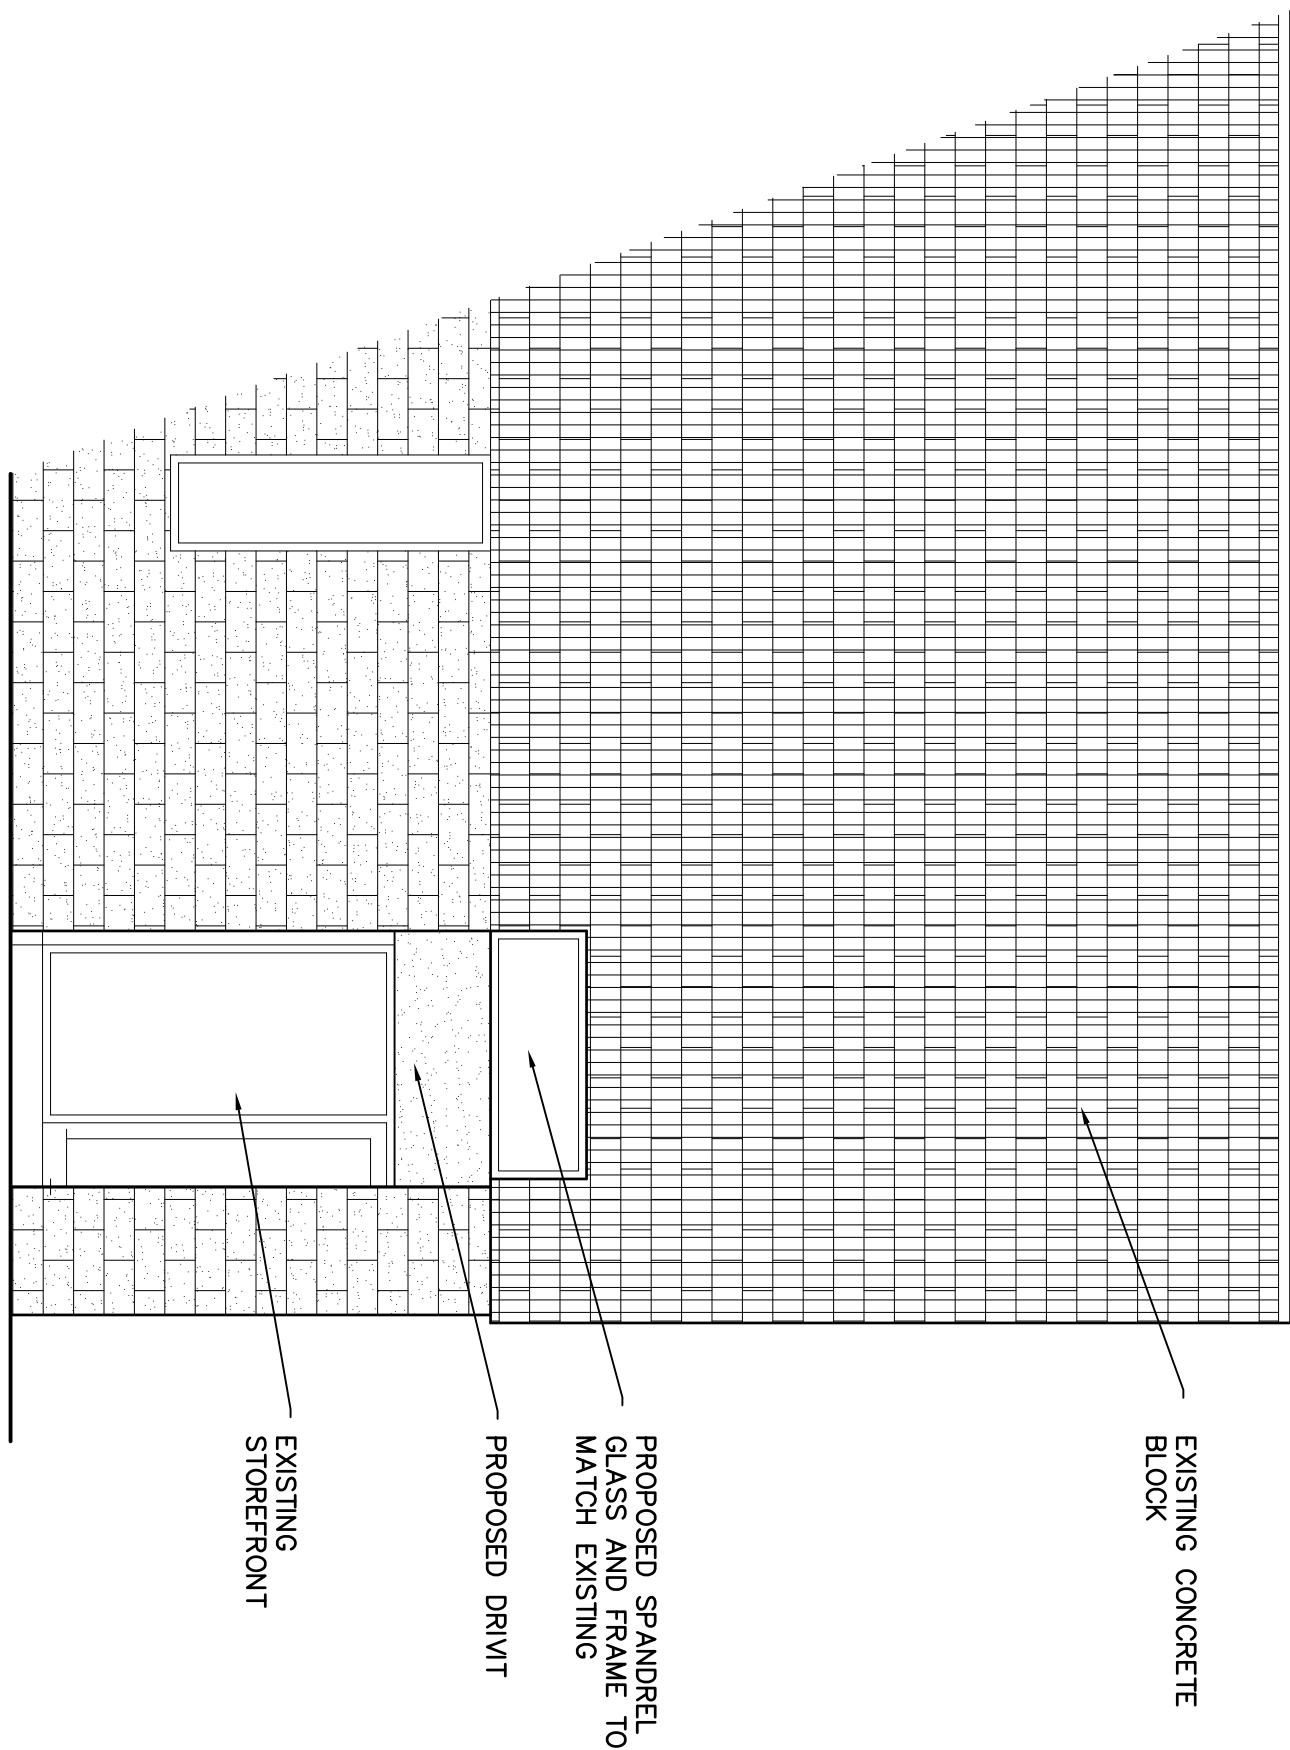 EXISTING CONCRETE
BLOCK
PROPOSED SPANDREL
GLASS AND FRAME TO
MATCH EXISTING
PROPOSED DRIVIT
EXISTING
STOREFRONT